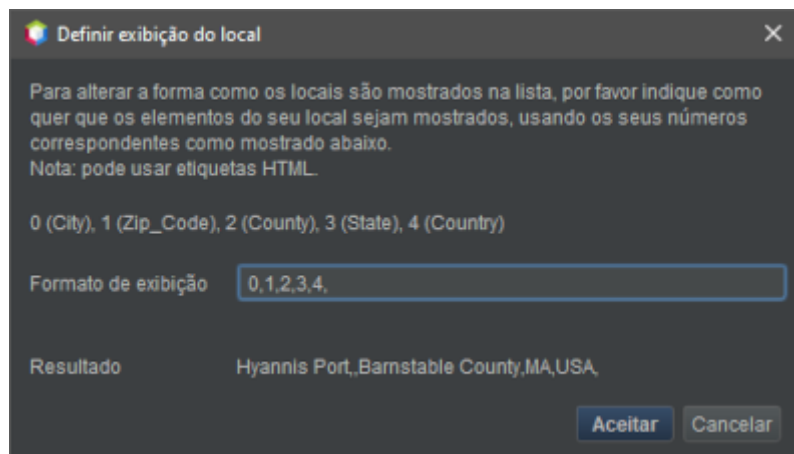 Definir exibição do local
Para alterar a forma como os locais são mostrados na lista, por favor indique como
quer que os elementos do seu local sejam mostrados, usando os seus números
correspondentes como mostrado abaixo.
Nota: pode usar etiquetas HTML.
0 (City), 1 (Zip_Code), 2 (County), 3 (State), 4 (Country)
Formato de exibição 0,1,2,3,4,
Resultado Hyannis Port,,Barnstable County,MA,USA,
Aceitar Cancelar